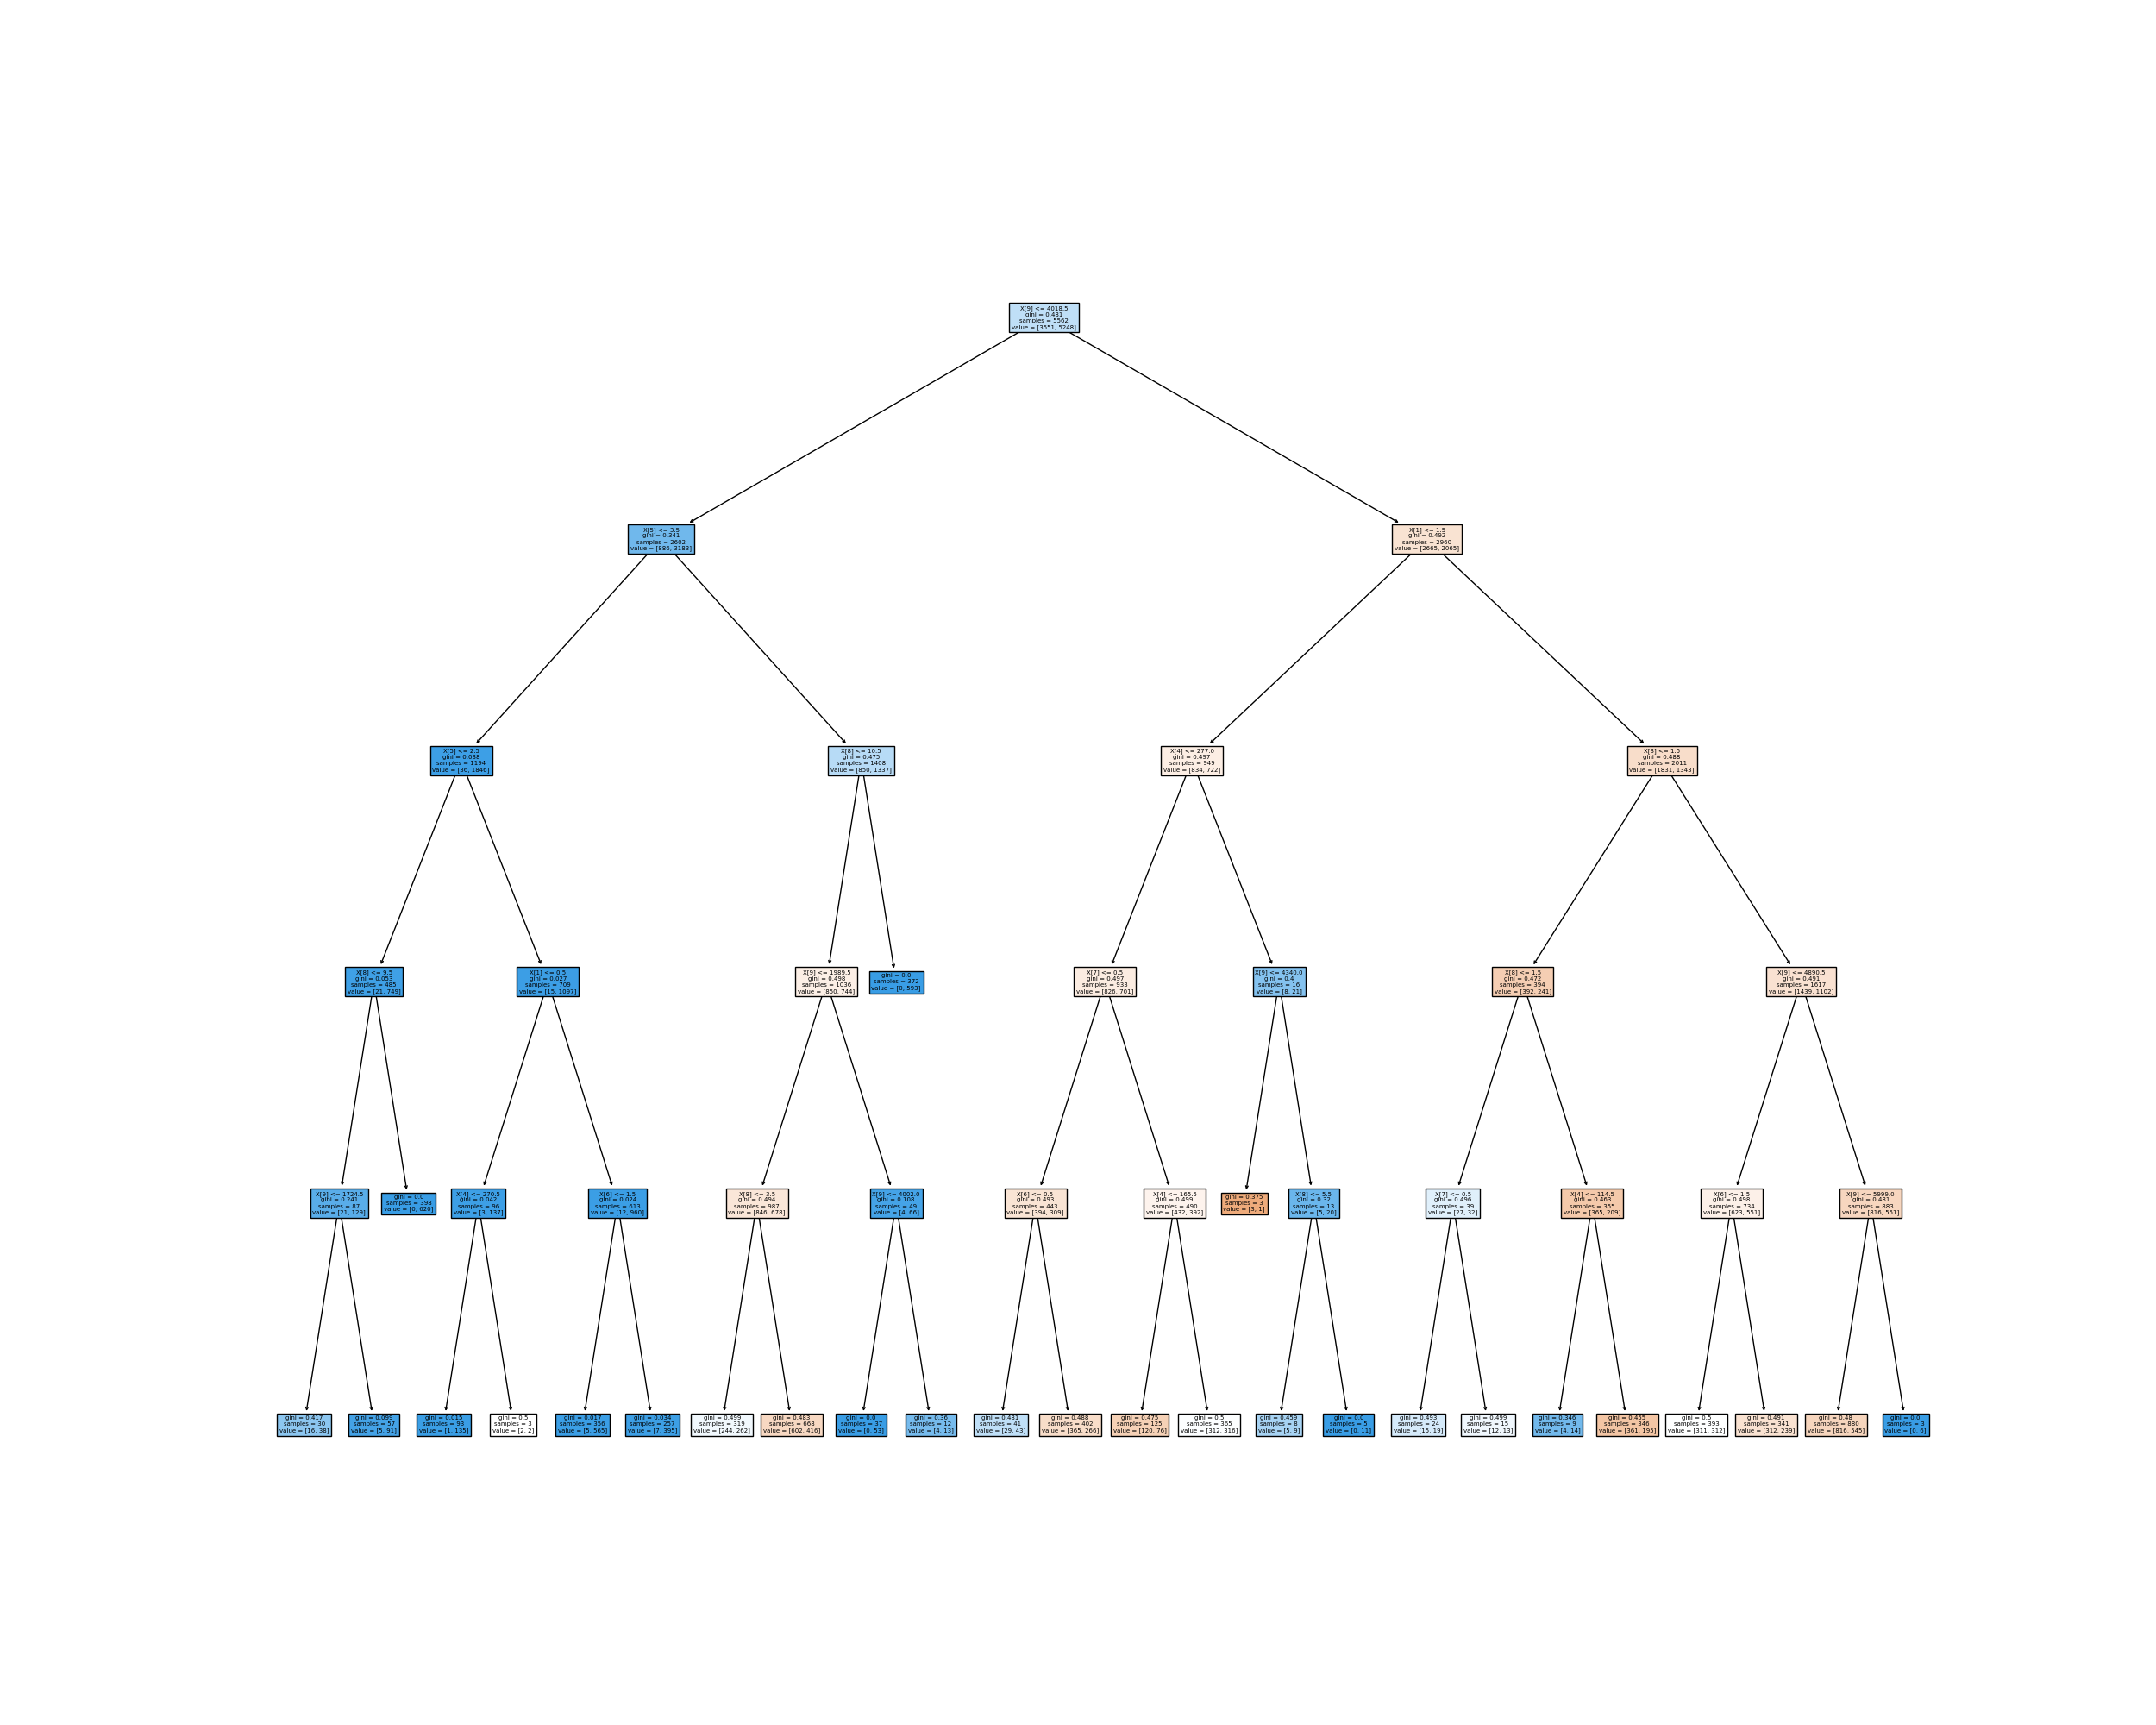 X[9] <= 4018.5
gini = 0.481
samples = 5562
value = [3551, 5248]
X[5] <= 3.5
gini = 0.341
samples = 2602
value = [886, 3183]
X[1] <= 1.5
gini = 0.492
samples = 2960
value = [2665, 2065]
X[5] <= 2.5
gini = 0.038
samples = 1194
value = [36, 1846]
X[8] <= 10.5
gini = 0.475
samples = 1408
value = [850, 1337]
X[4] <= 277.0
gini = 0.497
samples = 949
value = [834, 722]
X[3] <= 1.5
gini = 0.488
samples = 2011
value = [1831, 1343]
X[8] <= 9.5
gini = 0.053
samples = 485
value = [21, 749]
X[1] <= 0.5
gini = 0.027
samples = 709
value = [15, 1097]
X[9] <= 1989.5
gini = 0.498
samples = 1036
value = [850, 744]
gini = 0.0
samples = 372
value = [0, 593]
X[7] <= 0.5
gini = 0.497
samples = 933
value = [826, 701]
X[9] <= 4340.0
gini = 0.4
samples = 16
value = [8, 21]
X[8] <= 1.5
gini = 0.472
samples = 394
value = [392, 241]
X[9] <= 4890.5
gini = 0.491
samples = 1617
value = [1439, 1102]
X[9] <= 1724.5
gini = 0.241
samples = 87
value = [21, 129]
gini = 0.0
samples = 398
value = [0, 620]
X[4] <= 270.5
gini = 0.042
samples = 96
value = [3, 137]
X[6] <= 1.5
gini = 0.024
samples = 613
value = [12, 960]
X[8] <= 3.5
gini = 0.494
samples = 987
value = [846, 678]
X[9] <= 4002.0
gini = 0.108
samples = 49
value = [4, 66]
X[6] <= 0.5
gini = 0.493
samples = 443
value = [394, 309]
X[4] <= 165.5
gini = 0.499
samples = 490
value = [432, 392]
gini = 0.375
samples = 3
value = [3, 1]
X[8] <= 5.5
gini = 0.32
samples = 13
value = [5, 20]
X[7] <= 0.5
gini = 0.496
samples = 39
value = [27, 32]
X[4] <= 114.5
gini = 0.463
samples = 355
value = [365, 209]
X[6] <= 1.5
gini = 0.498
samples = 734
value = [623, 551]
X[9] <= 5999.0
gini = 0.481
samples = 883
value = [816, 551]
gini = 0.417
samples = 30
value = [16, 38]
gini = 0.099
samples = 57
value = [5, 91]
gini = 0.015
samples = 93
value = [1, 135]
gini = 0.5
samples = 3
value = [2, 2]
gini = 0.017
samples = 356
value = [5, 565]
gini = 0.034
samples = 257
value = [7, 395]
gini = 0.499
samples = 319
value = [244, 262]
gini = 0.483
samples = 668
value = [602, 416]
gini = 0.0
samples = 37
value = [0, 53]
gini = 0.36
samples = 12
value = [4, 13]
gini = 0.481
samples = 41
value = [29, 43]
gini = 0.488
samples = 402
value = [365, 266]
gini = 0.475
samples = 125
value = [120, 76]
gini = 0.5
samples = 365
value = [312, 316]
gini = 0.459
samples = 8
value = [5, 9]
gini = 0.0
samples = 5
value = [0, 11]
gini = 0.493
samples = 24
value = [15, 19]
gini = 0.499
samples = 15
value = [12, 13]
gini = 0.346
samples = 9
value = [4, 14]
gini = 0.455
samples = 346
value = [361, 195]
gini = 0.5
samples = 393
value = [311, 312]
gini = 0.491
samples = 341
value = [312, 239]
gini = 0.48
samples = 880
value = [816, 545]
gini = 0.0
samples = 3
value = [0, 6]